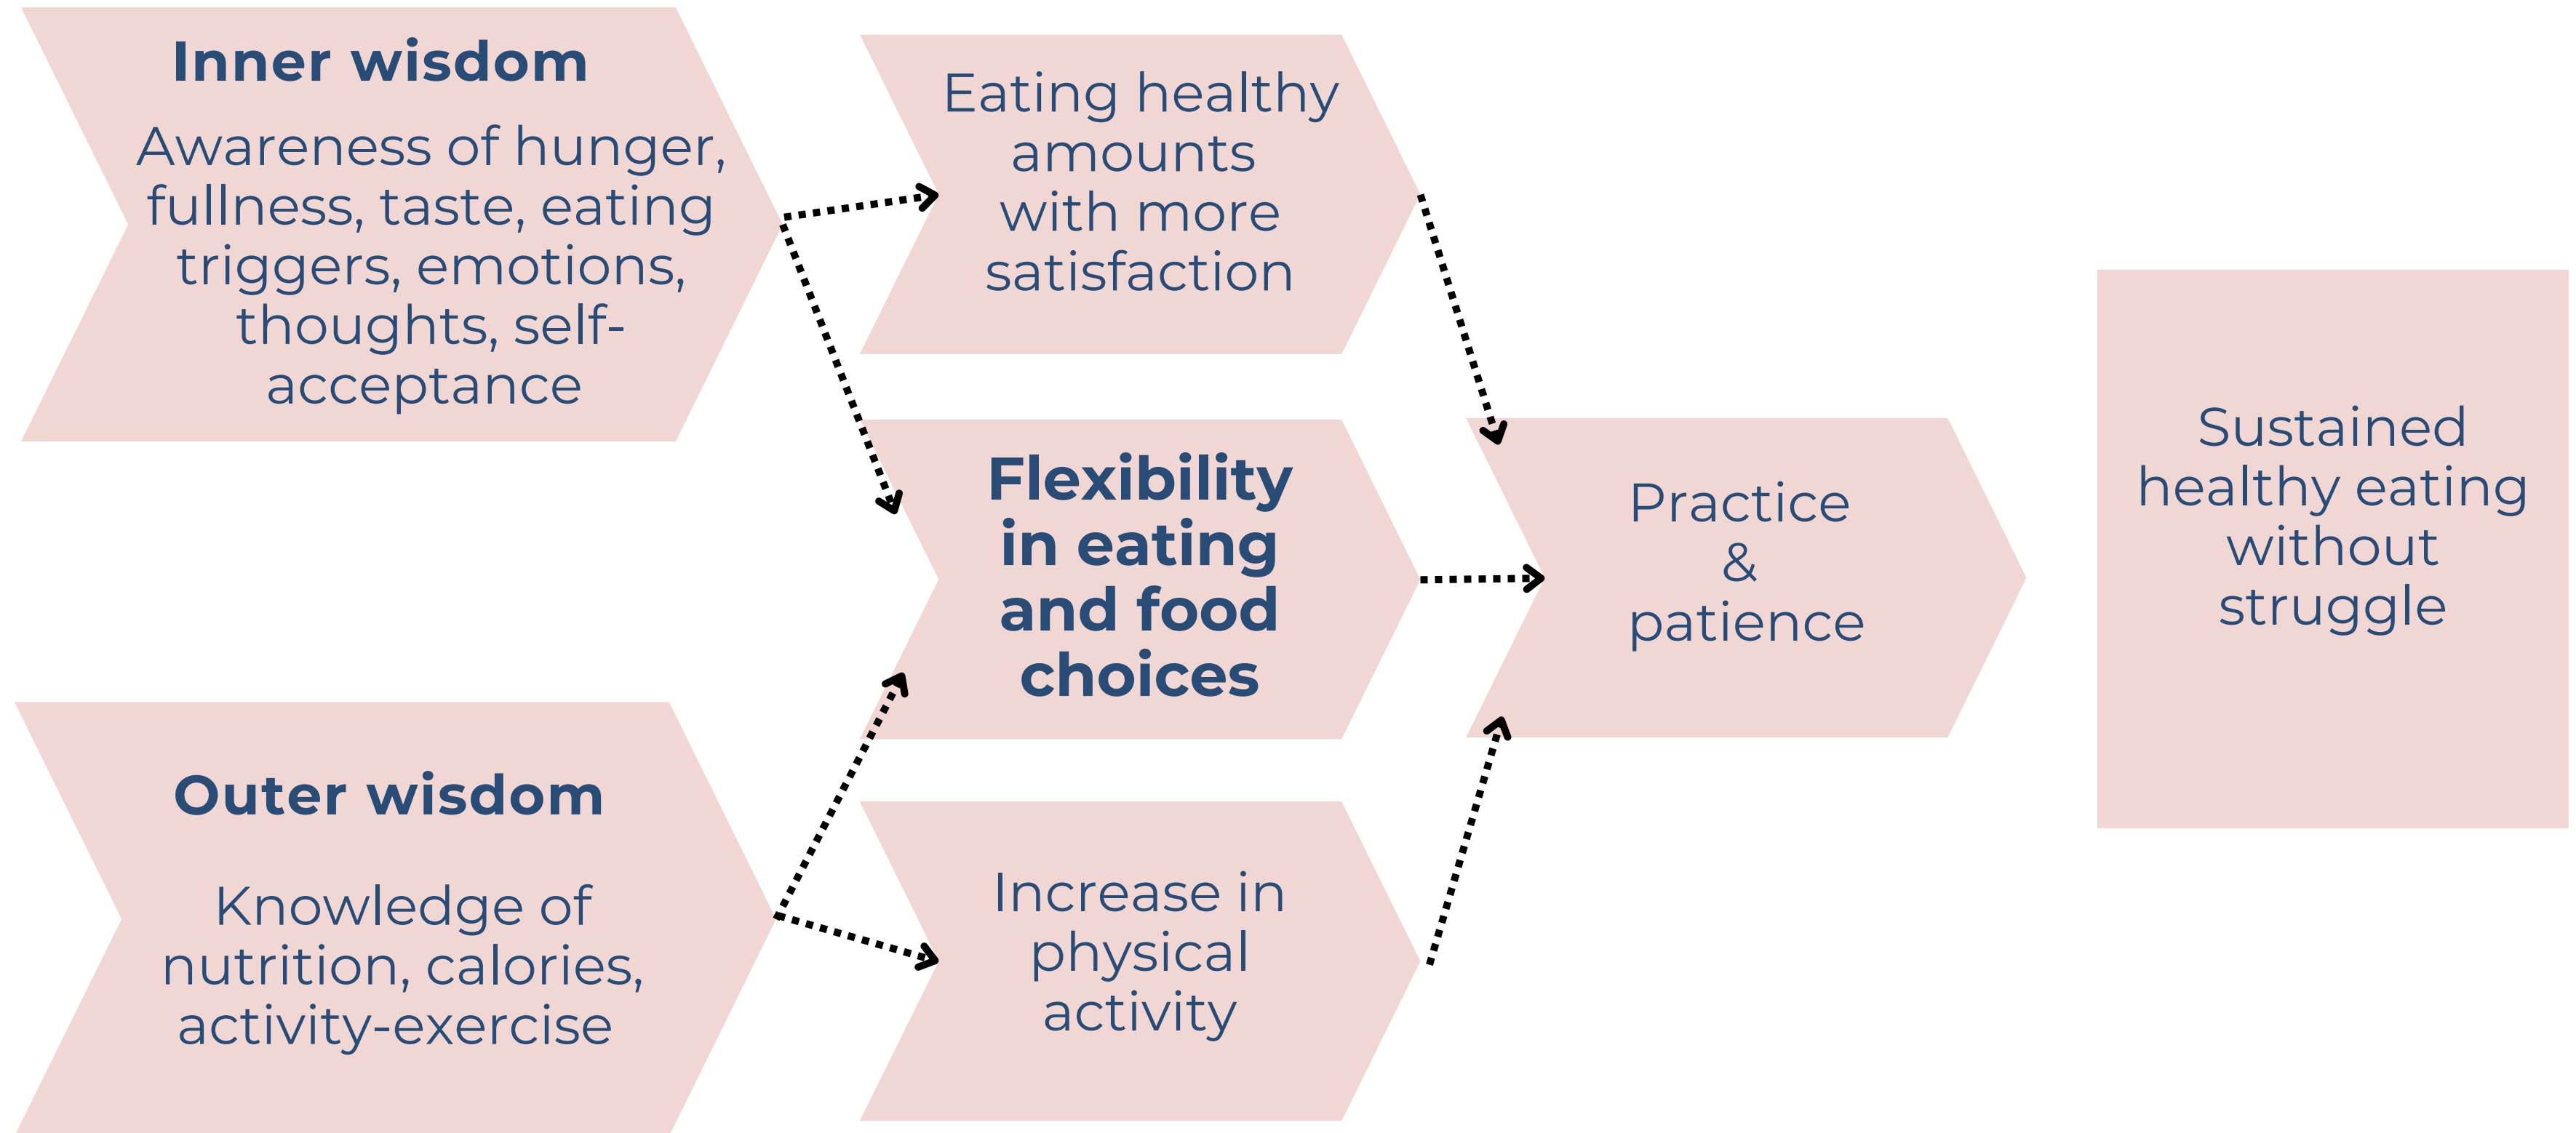 Inner wisdom
Awareness of hunger,
fullness, taste, eating
triggers, emotions,
thoughts, self-
acceptance
Eating healthy
amounts
with more
satisfaction
Flexibility
in eating
and food
choices
Outer wisdom
Knowledge of
nutrition, calories,
activity-exercise
Increase in
physical
activity
Practice
&
patience
Sustained
healthy eating
without
struggle